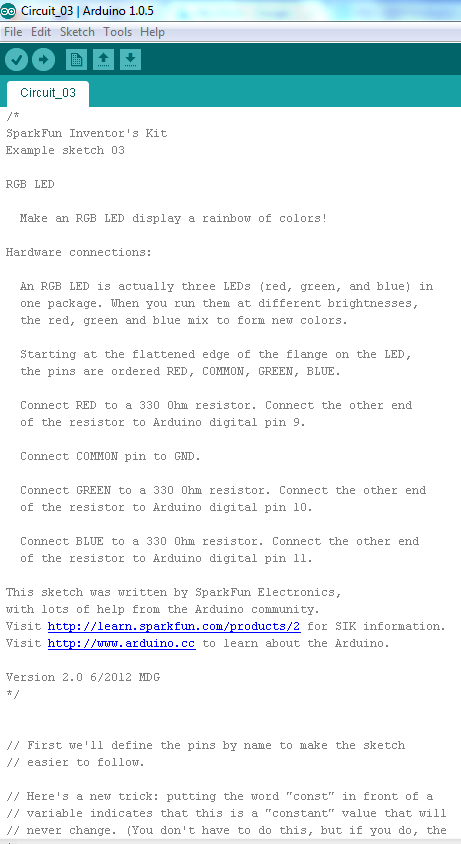 Circuit_03 | Arduino 1.0.5
File Edit Sketch Tools Help
Circuit_03
/*
SparkFun Inventor's Kit
Example sketch 03
RGB LED
Make an RGB LED display a rainbow of colors!
Hardware connections:
An RGB LED is actually three LEDs (red, green, and blue) in
one package. When you run them at different brightnesses,
the red, green and blue mix to form new colors.
Starting at the flattened edge of the flange on the LED,
the pins are ordered RED, COMMON, GREEN, BLUE.
Connect RED to a 330 Ohm resistor. Connect the other end
of the resistor to Arduino digital pin 9.
Connect COMMON pin to GND.
Connect GREEN to a 330 Ohm resistor. Connect the other end
of the resistor to Arduino digital pin 10.
Connect BLUE to a 330 Ohm resistor. Connect the other end
of the resistor to Arduino digital pin 11.
This sketch was written by SparkFun Electronics,
with lots of help from the Arduino community.
Visit http://learn.sparkfun.com/products/2 for SIK information.
Visit http://www.arduino.cc to learn about the Arduino.
Version 2.0 6/2012 MDG
*/
// First we'll define the pins by name to make the sketch
// easier to follow.
// Here's a new trick: putting the word "const" in front of a
// variable indicates that this is a "constant" value that will
// never change. (You don't have to do this, but if you do, the